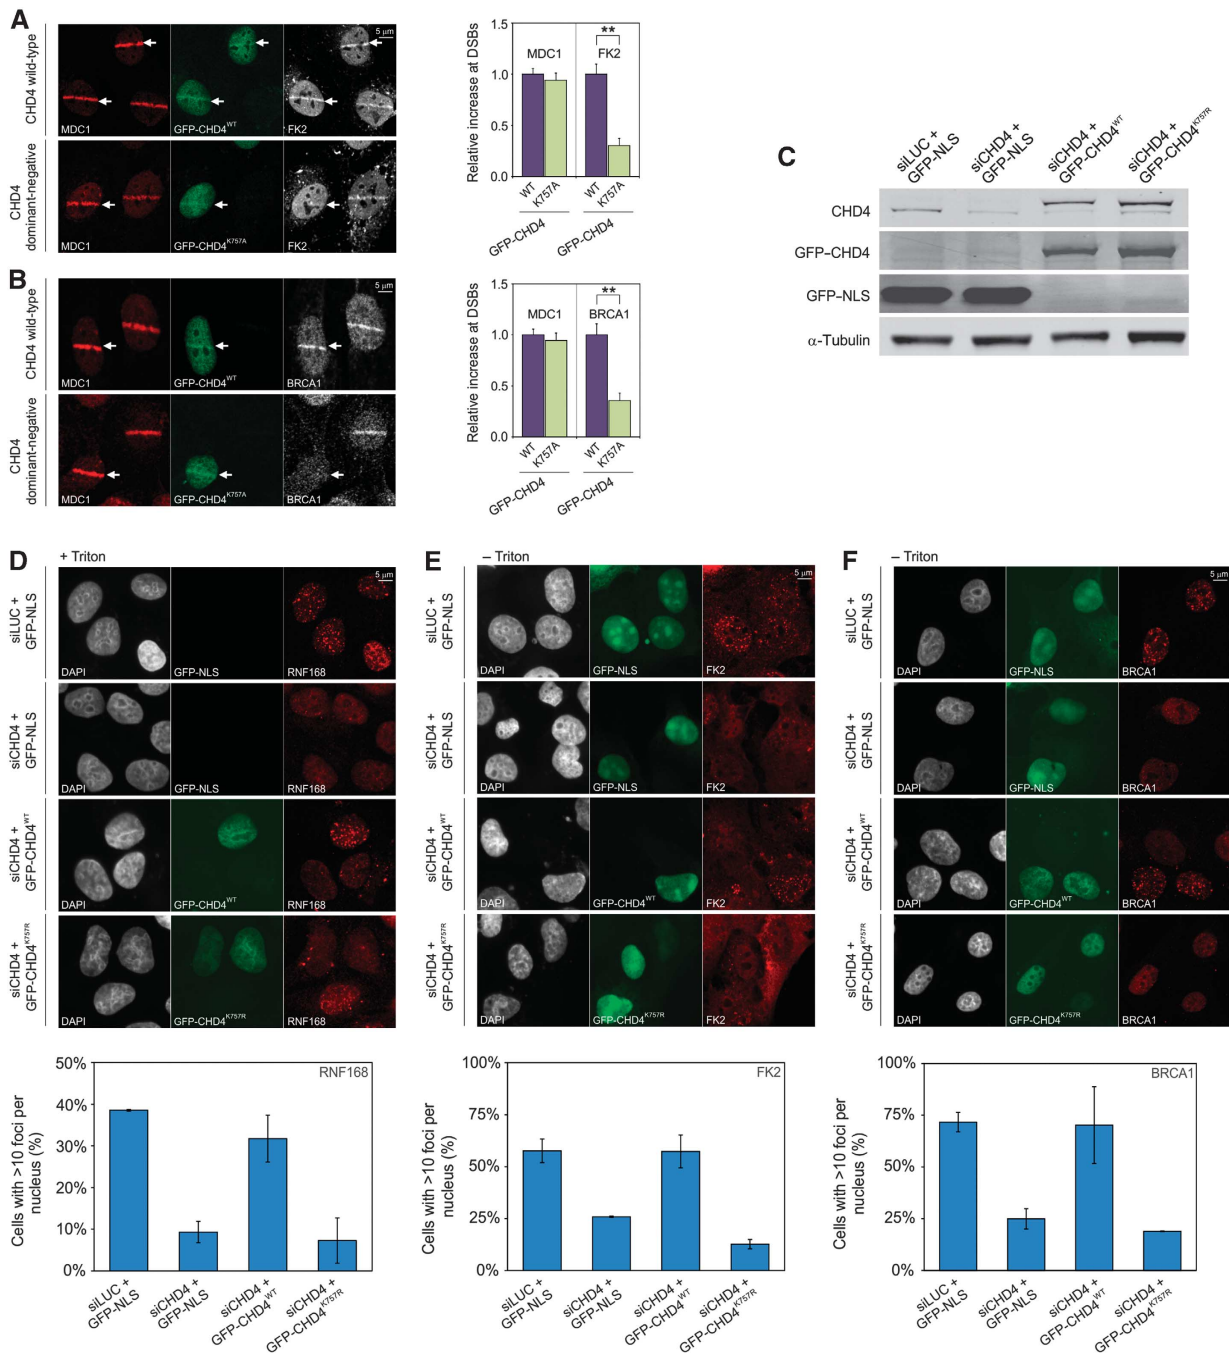 A
CHD4 wild-type
MDC1
GFP-CHD4WT
5 μm
FK2
CHD4
dominant-negative
MDC1
GFP-CHD4K757A
FK2
Relative increase at DSBs
1.5
1.0
0.5
0.0
MDC1
**
FK2
WT
K757A
WT
K757A
GFP-CHD4
GFP-CHD4
B
CHD4 wild-type
MDC1
GFP-CHD4WT
5 μm
BRCA1
CHD4
dominant-negative
MDC1
GFP-CHD4K757A
BRCA1
Relative increase at DSBs
1.5
1.0
0.5
0.0
MDC1
**
BRCA1
WT
K757A
WT
K757A
GFP-CHD4
GFP-CHD4
C
siLUC +
GFP-NLS
siCHD4 +
GFP-NLS
siCHD4 +
GFP-CHD4WT
siCHD4 +
GFP-CHD4K757R
CHD4
GFP–CHD4
GFP–NLS
α-Tubulin
D
+ Triton
siLUC +
GFP-NLS
DAPI
GFP-NLS
5 μm
RNF168
siCHD4 +
GFP-NLS
DAPI
GFP-NLS
RNF168
siCHD4 +
GFP-CHD4WT
DAPI
GFP-CHD4WT
RNF168
siCHD4 +
GFP-CHD4K757R
DAPI
GFP-CHD4K757R
RNF168
Cells with >10 foci per
nucleus (%)
50%
40%
30%
20%
10%
0%
RNF168
siLUC +
GFP-NLS
siCHD4 +
GFP-NLS
siCHD4 +
GFP-CHD4WT
siCHD4 +
GFP-CHD4K757R
E
– Triton
siLUC +
GFP-NLS
DAPI
GFP-NLS
5 μm
FK2
siCHD4 +
GFP-NLS
DAPI
GFP-NLS
FK2
siCHD4 +
GFP-CHD4WT
DAPI
GFP-CHD4WT
FK2
siCHD4 +
GFP-CHD4K757R
DAPI
GFP-CHD4K757R
FK2
Cells with >10 foci per
nucleus (%)
100%
75%
50%
25%
0%
FK2
siLUC +
GFP-NLS
siCHD4 +
GFP-NLS
siCHD4 +
GFP-CHD4WT
siCHD4 +
GFP-CHD4K757R
F
– Triton
siLUC +
GFP-NLS
DAPI
GFP-NLS
5 μm
BRCA1
siCHD4 +
GFP-NLS
DAPI
GFP-NLS
BRCA1
siCHD4 +
GFP-CHD4WT
DAPI
GFP-CHD4WT
BRCA1
siCHD4 +
GFP-CHD4K757R
DAPI
GFP-CHD4K757R
BRCA1
Cells with >10 foci per
nucleus (%)
100%
75%
50%
25%
0%
BRCA1
siLUC +
GFP-NLS
siCHD4 +
GFP-NLS
siCHD4 +
GFP-CHD4WT
siCHD4 +
GFP-CHD4K757R